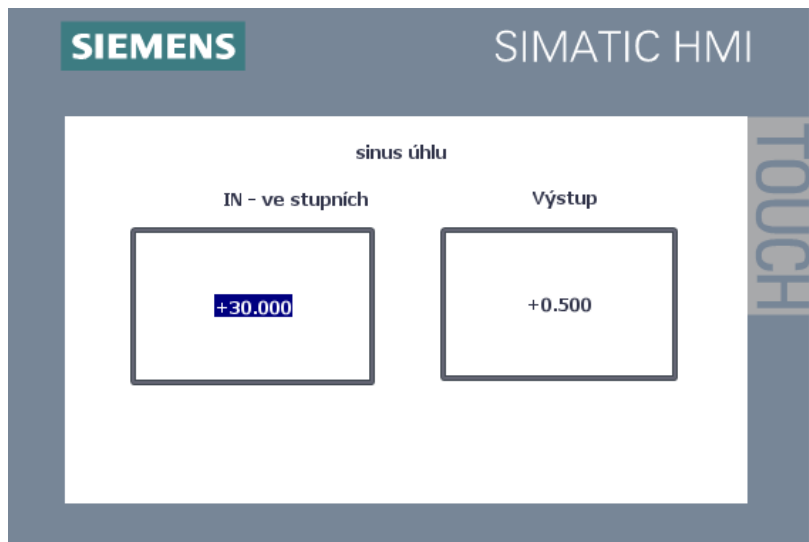 SIEMENS
SIMATIC HMI
TOUCH
sinus úhlu
IN - ve stupních
Výstup
+30.000
+0.500